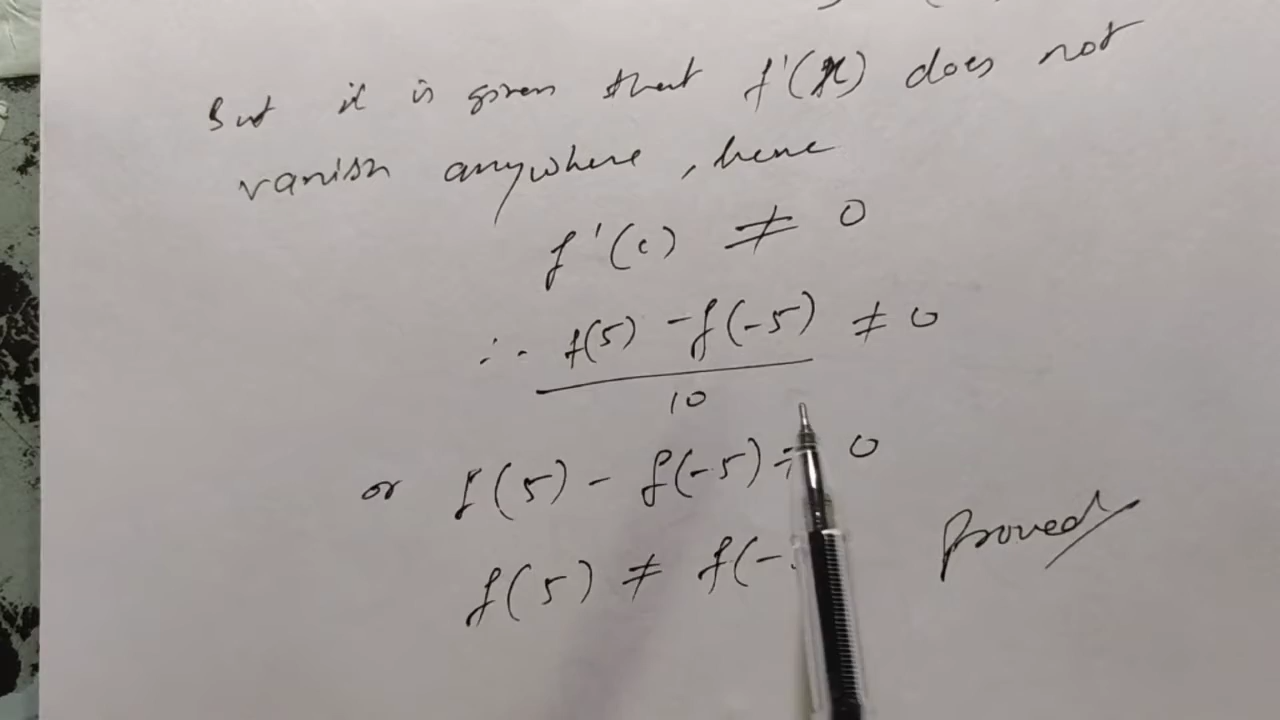 But it is given that f'(x) does not
vanish anywhere, hence
f'(c) ≠ 0
∴ f(5) - f(-5) ≠ 0
10
or f(5) - f(-5) ≠ 0
f(5) ≠ f(- Proved